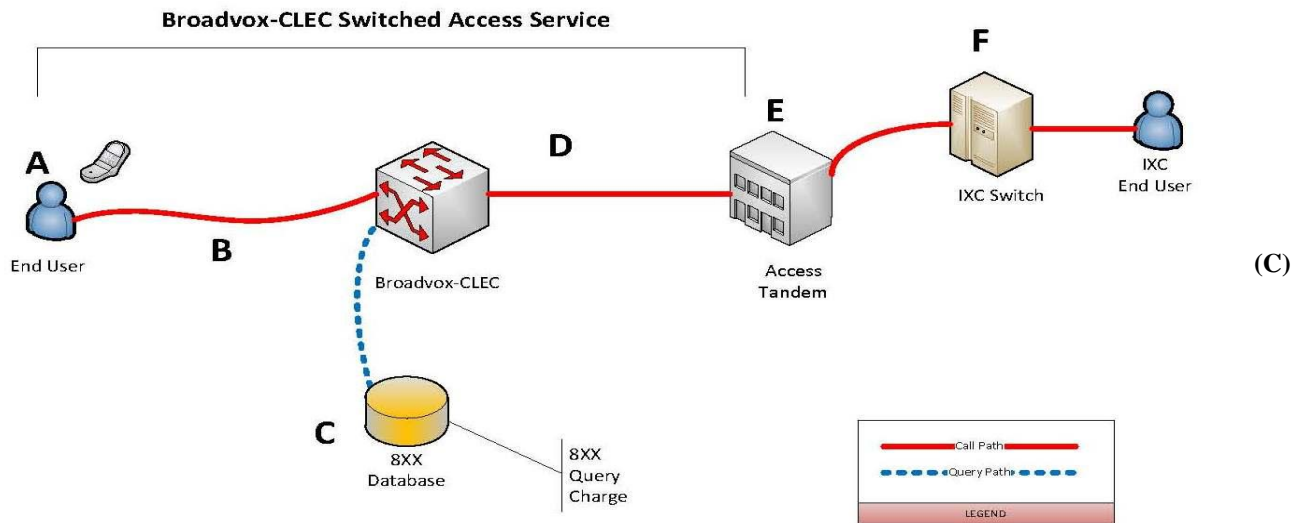 Broadvox-CLEC Switched Access Service
F
E
A
D
IXC
End User
IXC Switch
B
End User
Broadvox-CLEC
Access
Tandem
(C)
C
8XX
Database
8XX
Query
Charge
Call Path
Query Path
LEGEND